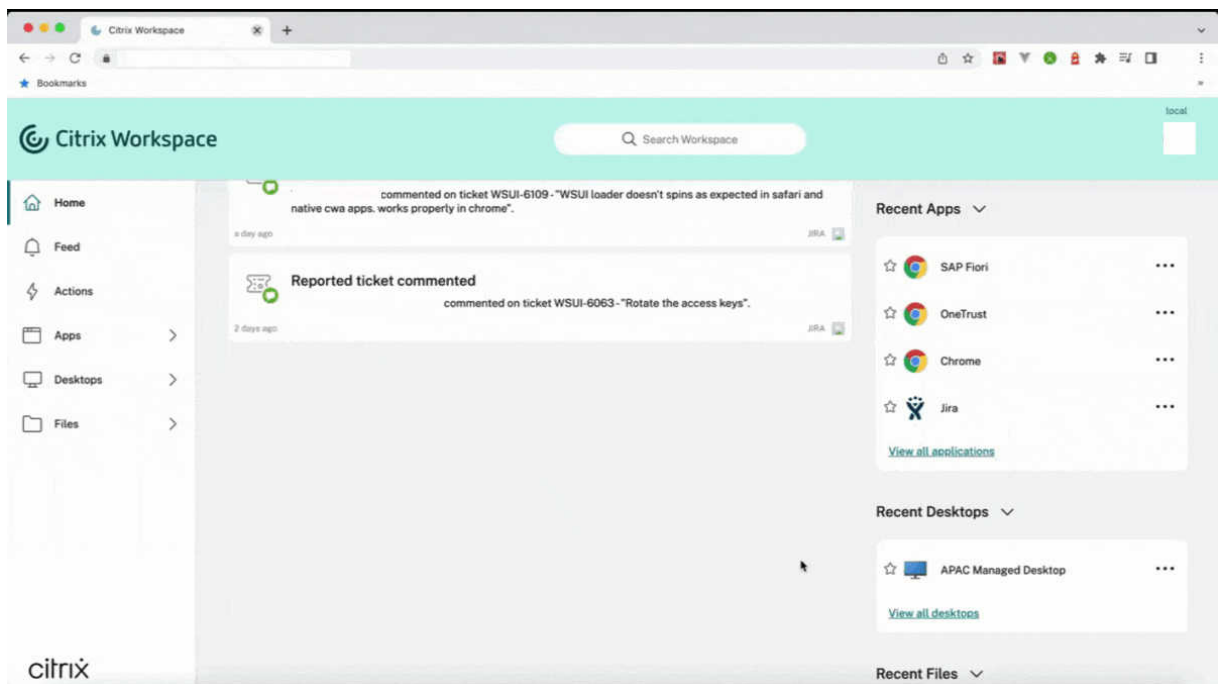 Citrix Workspace
Bookmarks
local
Citrix Workspace
Search Workspace
Home
Feed
Actions
Apps
Desktops
Files
citrix
commented on ticket WSUI-6109-"WSUI loader doesn't spins as expected in safari and
native cwa apps. works properly in chrome".
a day ago
JIRA
Reported ticket commented
commented on ticket WSUI-6063-"Rotate the access keys".
2 days ago
JIRA
Recent Apps
SAP Fiori
OneTrust
Chrome
Jira
View all applications
Recent Desktops
APAC Managed Desktop
View all desktops
Recent Files